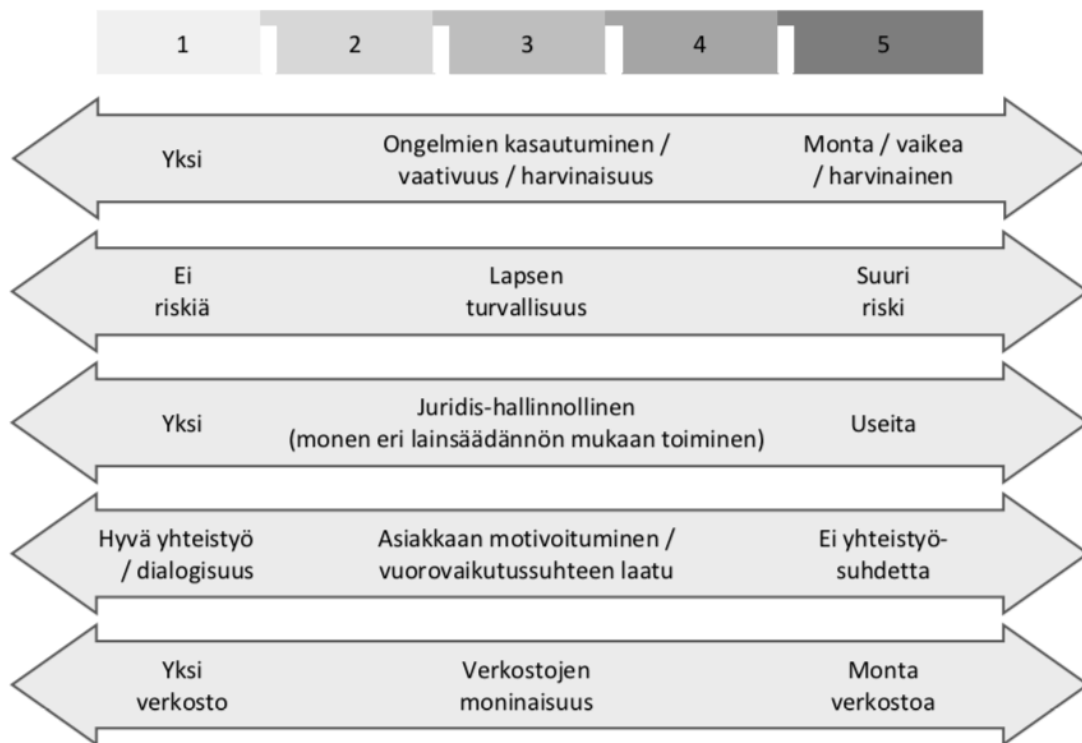 1 2 3 4 5
Yksi
Ongelmien kasautuminen /
vaativuus / harvinaisuus
Monta / vaikea
/ harvinainen
Ei
riskiä
Lapsen
turvallisuus
Suuri
riski
Yksi
Juridis-hallinnollinen
(monen eri lainsäädännön mukaan toiminen)
Useita
Hyvä yhteistyö
/ dialogisuus
Asiakkaan motivoituminen /
vuorovaikutussuhteen laatu
Ei yhteistyö-
suhdetta
Yksi
verkosto
Verkostojen
moninaisuus
Monta
verkostoa